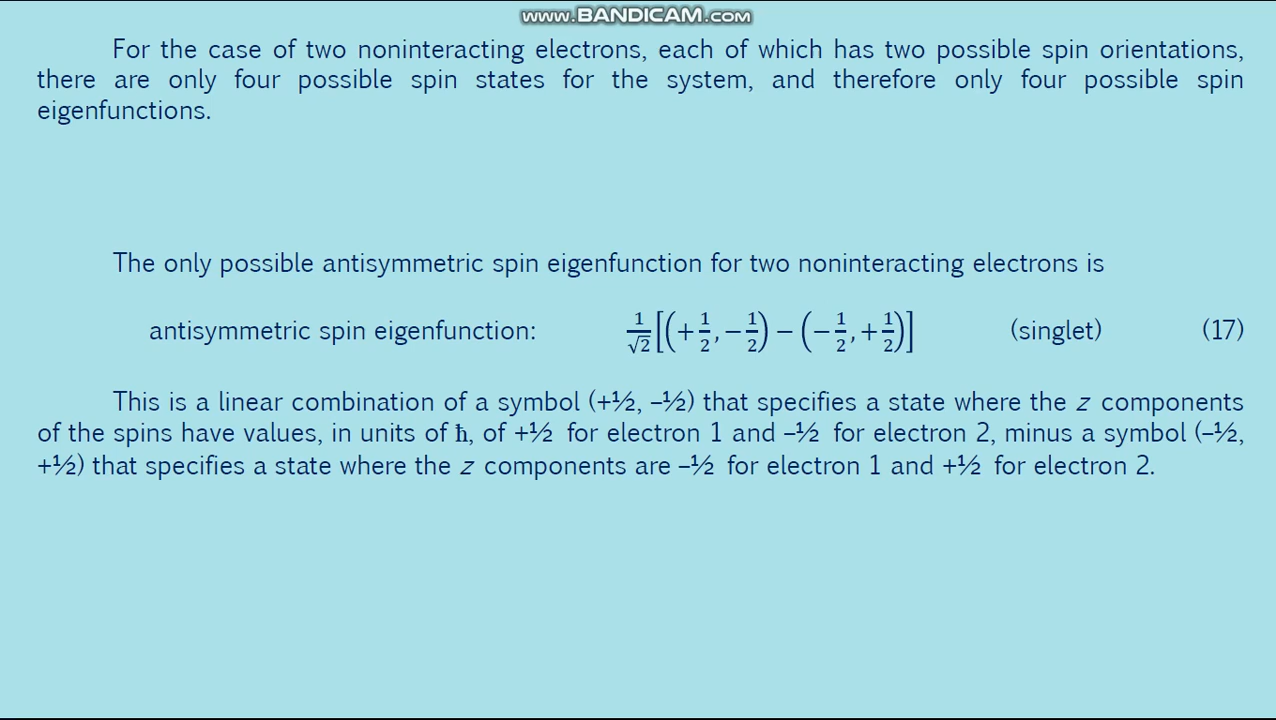 www.BANDICAM.com
For the case of two noninteracting electrons, each of which has two possible spin orientations,
there are only four possible spin states for the system, and therefore only four possible spin
eigenfunctions.
The only possible antisymmetric spin eigenfunction for two noninteracting electrons is
antisymmetric spin eigenfunction: 1/√2[(+1/2, −1/2) − (−1/2, +1/2)] (singlet) (17)
This is a linear combination of a symbol (+½, –½) that specifies a state where the z components
of the spins have values, in units of ħ, of +½ for electron 1 and –½ for electron 2, minus a symbol (–½,
+½) that specifies a state where the z components are –½ for electron 1 and +½ for electron 2.